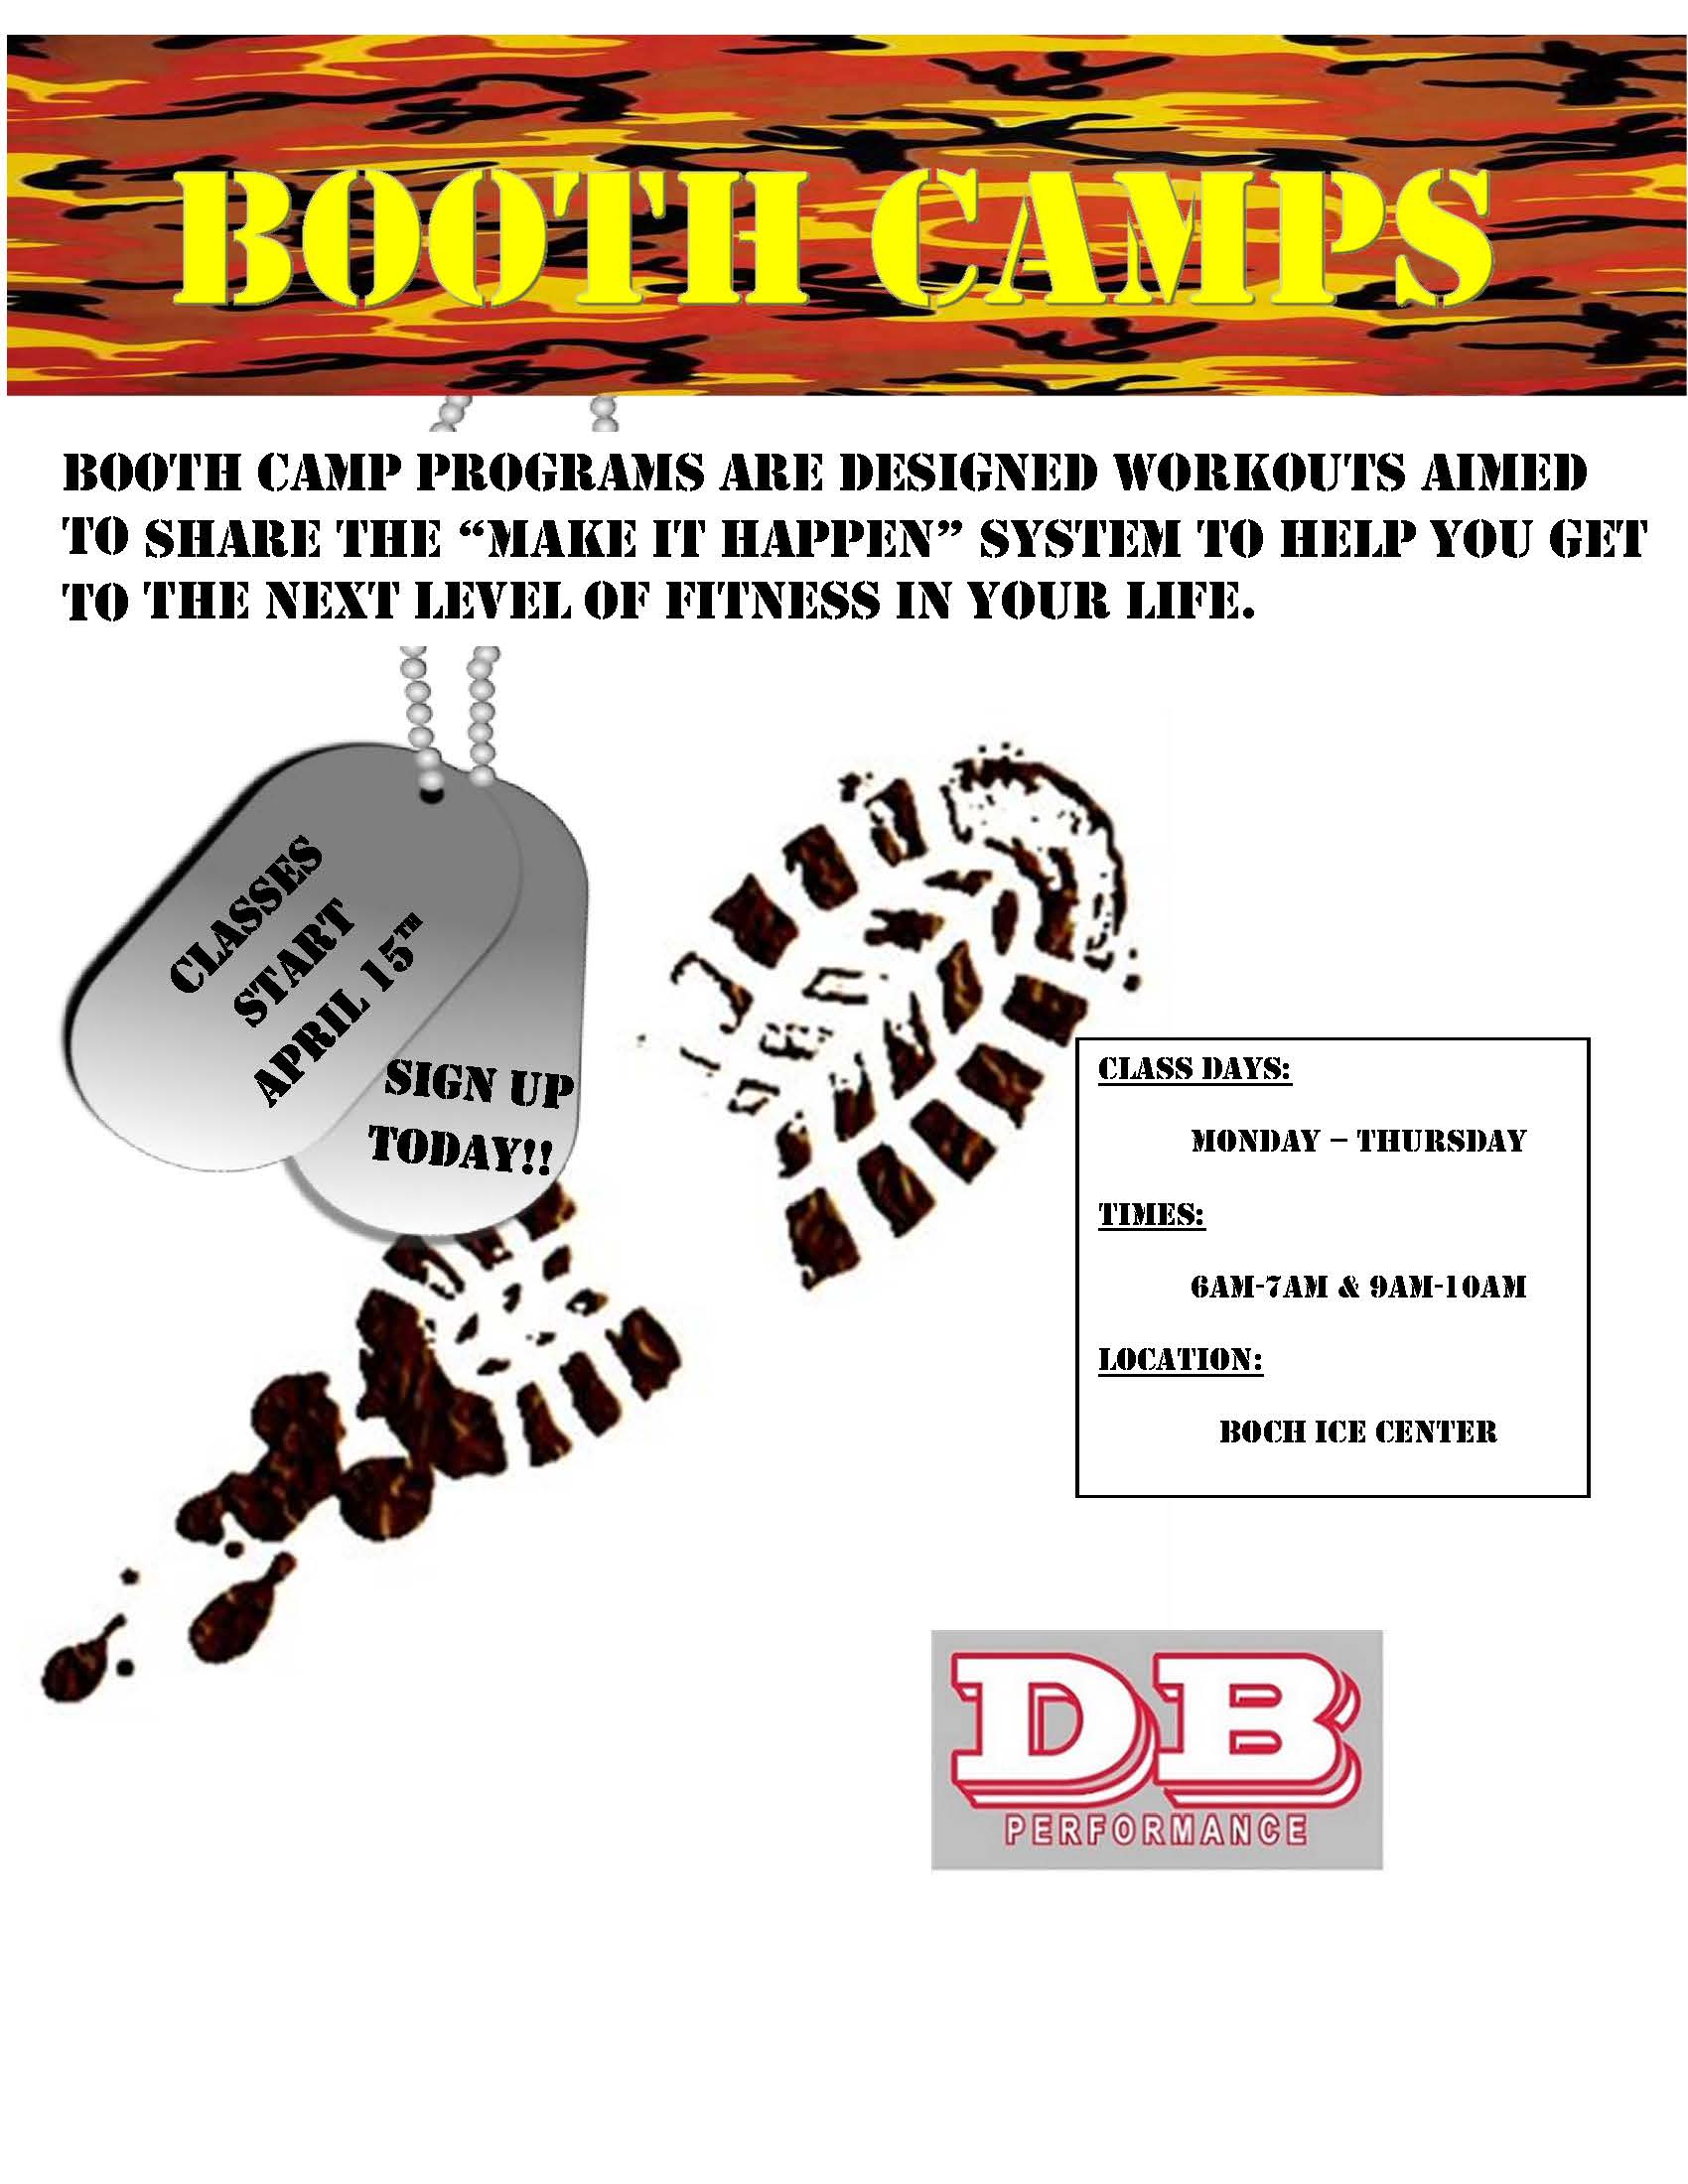 BOOTH CAMPS
BOOTH CAMP PROGRAMS ARE DESIGNED WORKOUTS AIMED
TO SHARE THE “MAKE IT HAPPEN” SYSTEM TO HELP YOU GET
TO THE NEXT LEVEL OF FITNESS IN YOUR LIFE.
CLASSES
START
APRIL 15TH
SIGN UP
TODAY!!
CLASS DAYS:
MONDAY – THURSDAY
TIMES:
6AM-7AM & 9AM-10AM
LOCATION:
BOCH ICE CENTER
DB
PERFORMANCE